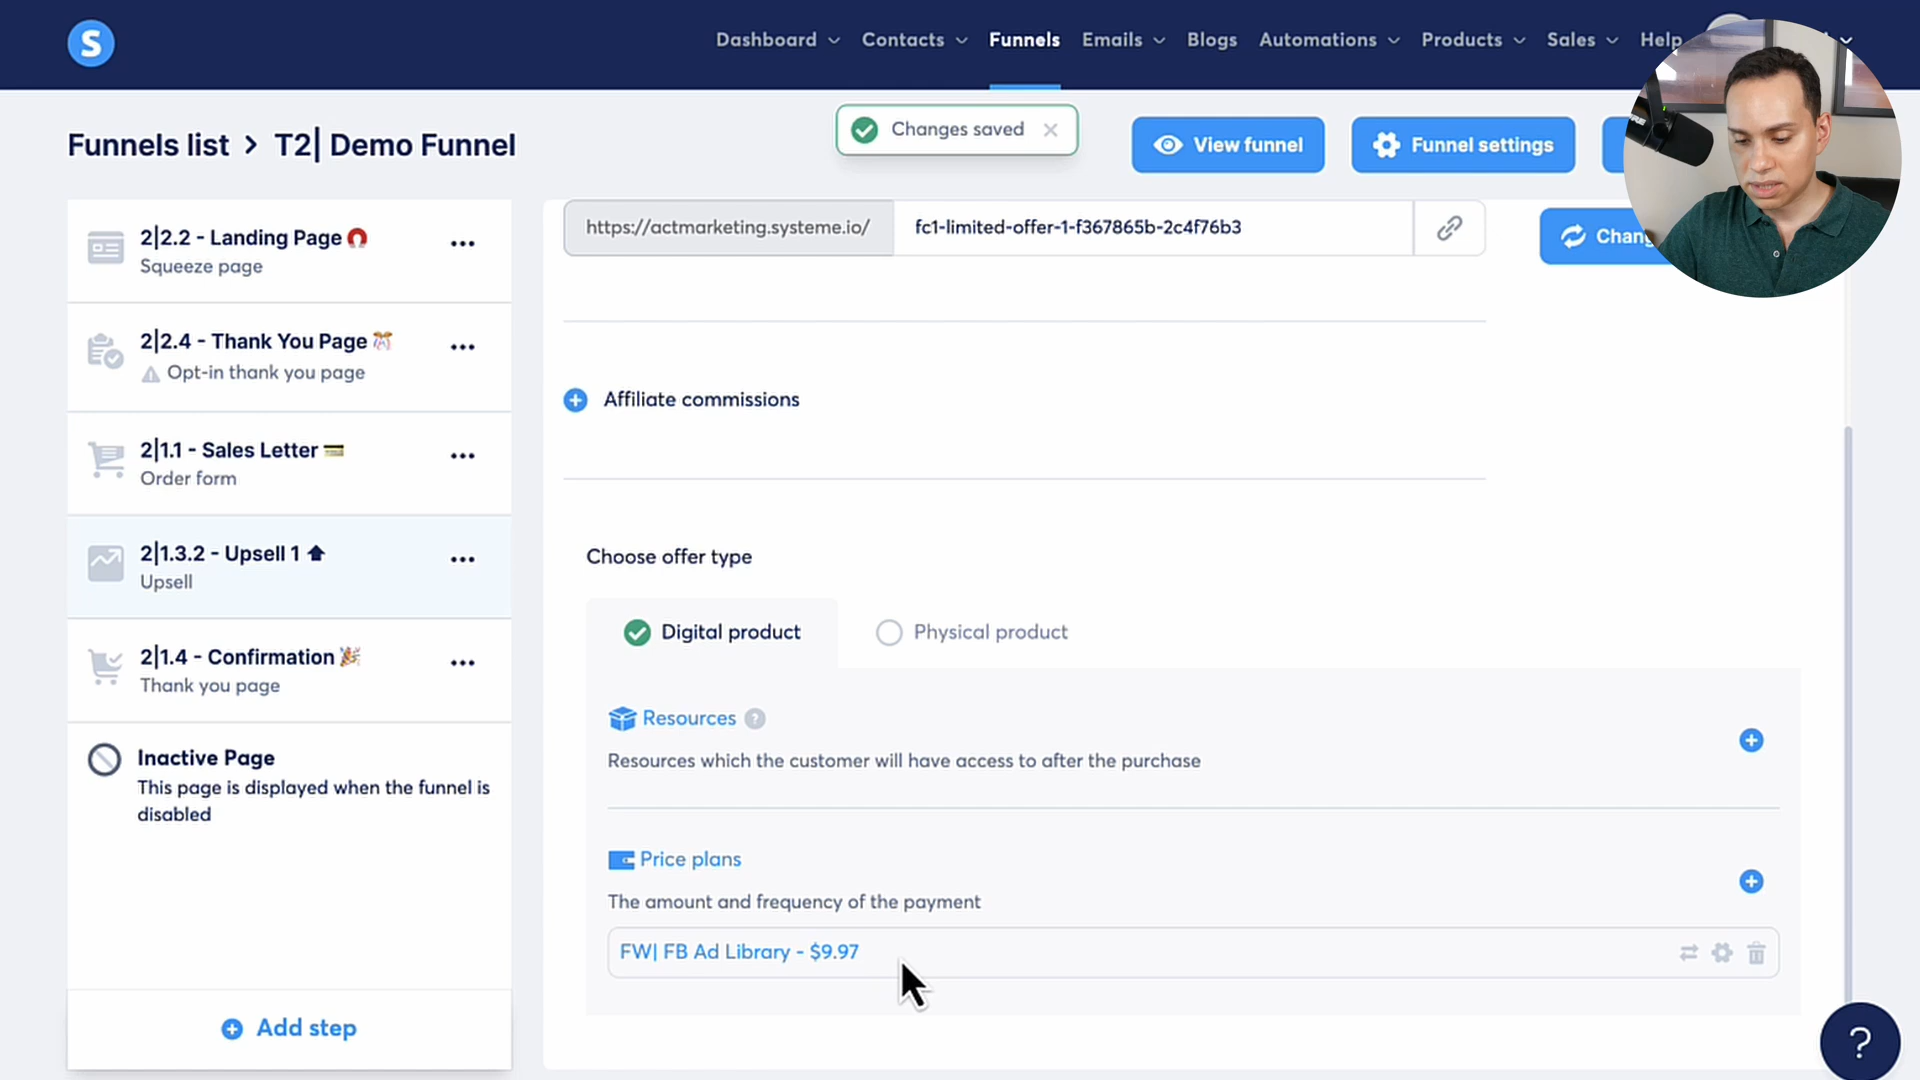 S
Dashboard
Contacts
Funnels
Emails
Blogs
Automations
Products
Sales
Help
Funnels list > T2| Demo Funnel
Changes saved
View funnel
Funnel settings
2|2.2 - Landing Page
Squeeze page
2|2.4 - Thank You Page
Opt-in thank you page
2|1.1 - Sales Letter
Order form
2|1.3.2 - Upsell 1
Upsell
2|1.4 - Confirmation
Thank you page
Inactive Page
This page is displayed when the funnel is
disabled
Add step
https://actmarketing.systeme.io/
fc1-limited-offer-1-f367865b-2c4f76b3
Affiliate commissions
Choose offer type
Digital product
Physical product
Resources ?
Resources which the customer will have access to after the purchase
Price plans
The amount and frequency of the payment
FW| FB Ad Library - $9.97
?